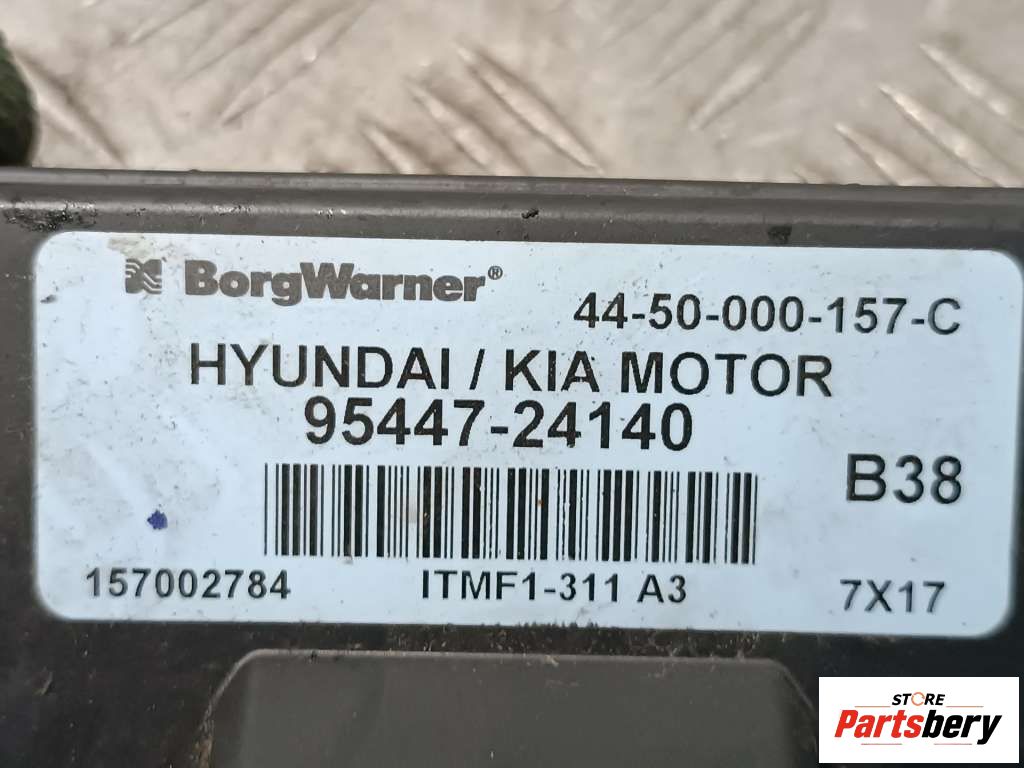 BorgWarner®
44-50-000-157-C
HYUNDAI / KIA MOTOR
95447-24140
B38
157002784 ITMF1-311 A3 7X17
STORE
Partsbery